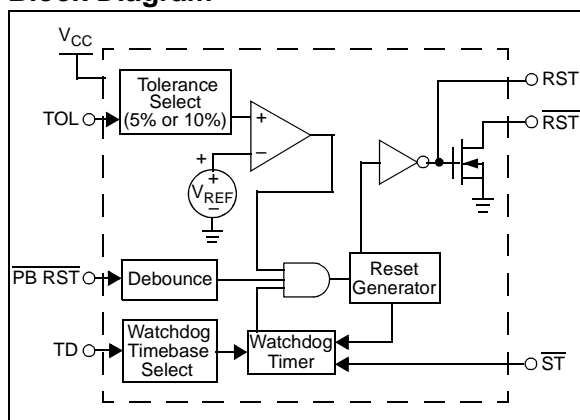 Block Diagram
VCC
TOL
Tolerance
Select
(5% or 10%)
+
−
+
+
VREF
−
RST
RST
PB RST
Debounce
Reset
Generator
TD
Watchdog
Timebase
Select
Watchdog
Timer
ST